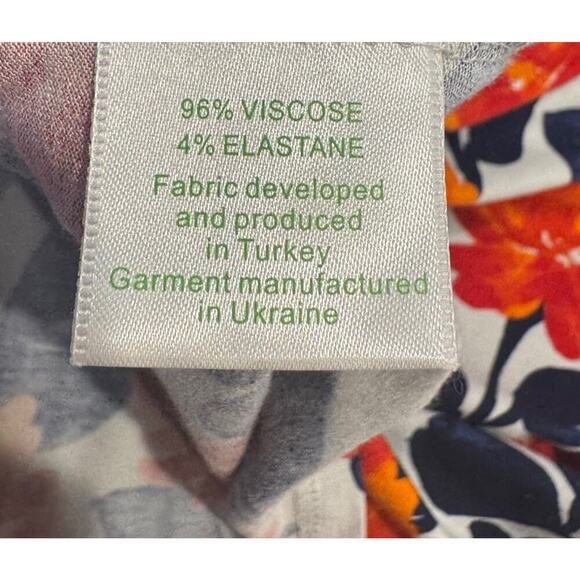 96% VISCOSE
4% ELASTANE
Fabric developed
and produced
in Turkey
Garment manufactured
in Ukraine